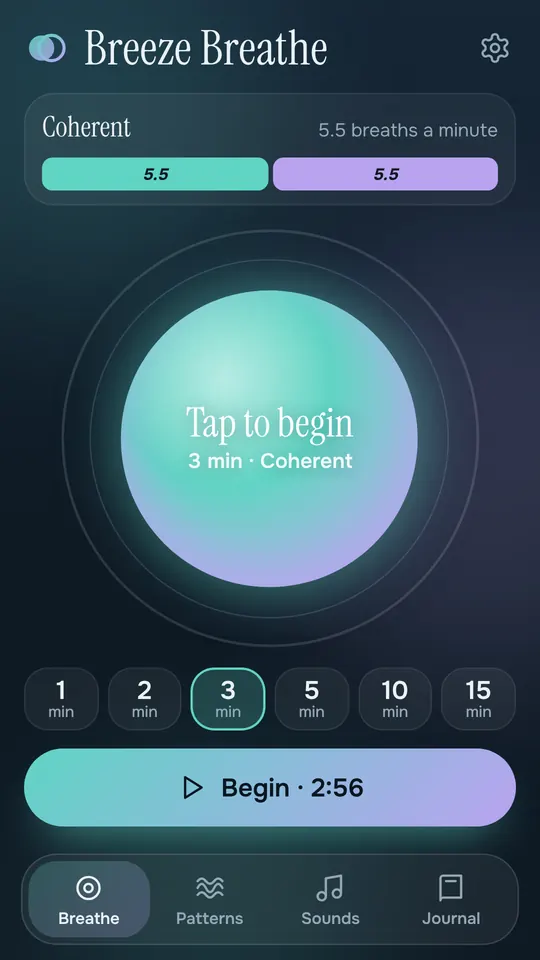 Breeze Breathe
Coherent
5.5 breaths a minute
5.5
5.5
Tap to begin
3 min · Coherent
1
min
2
min
3
min
5
min
10
min
15
min
Begin · 2:56
Breathe
Patterns
Sounds
Journal